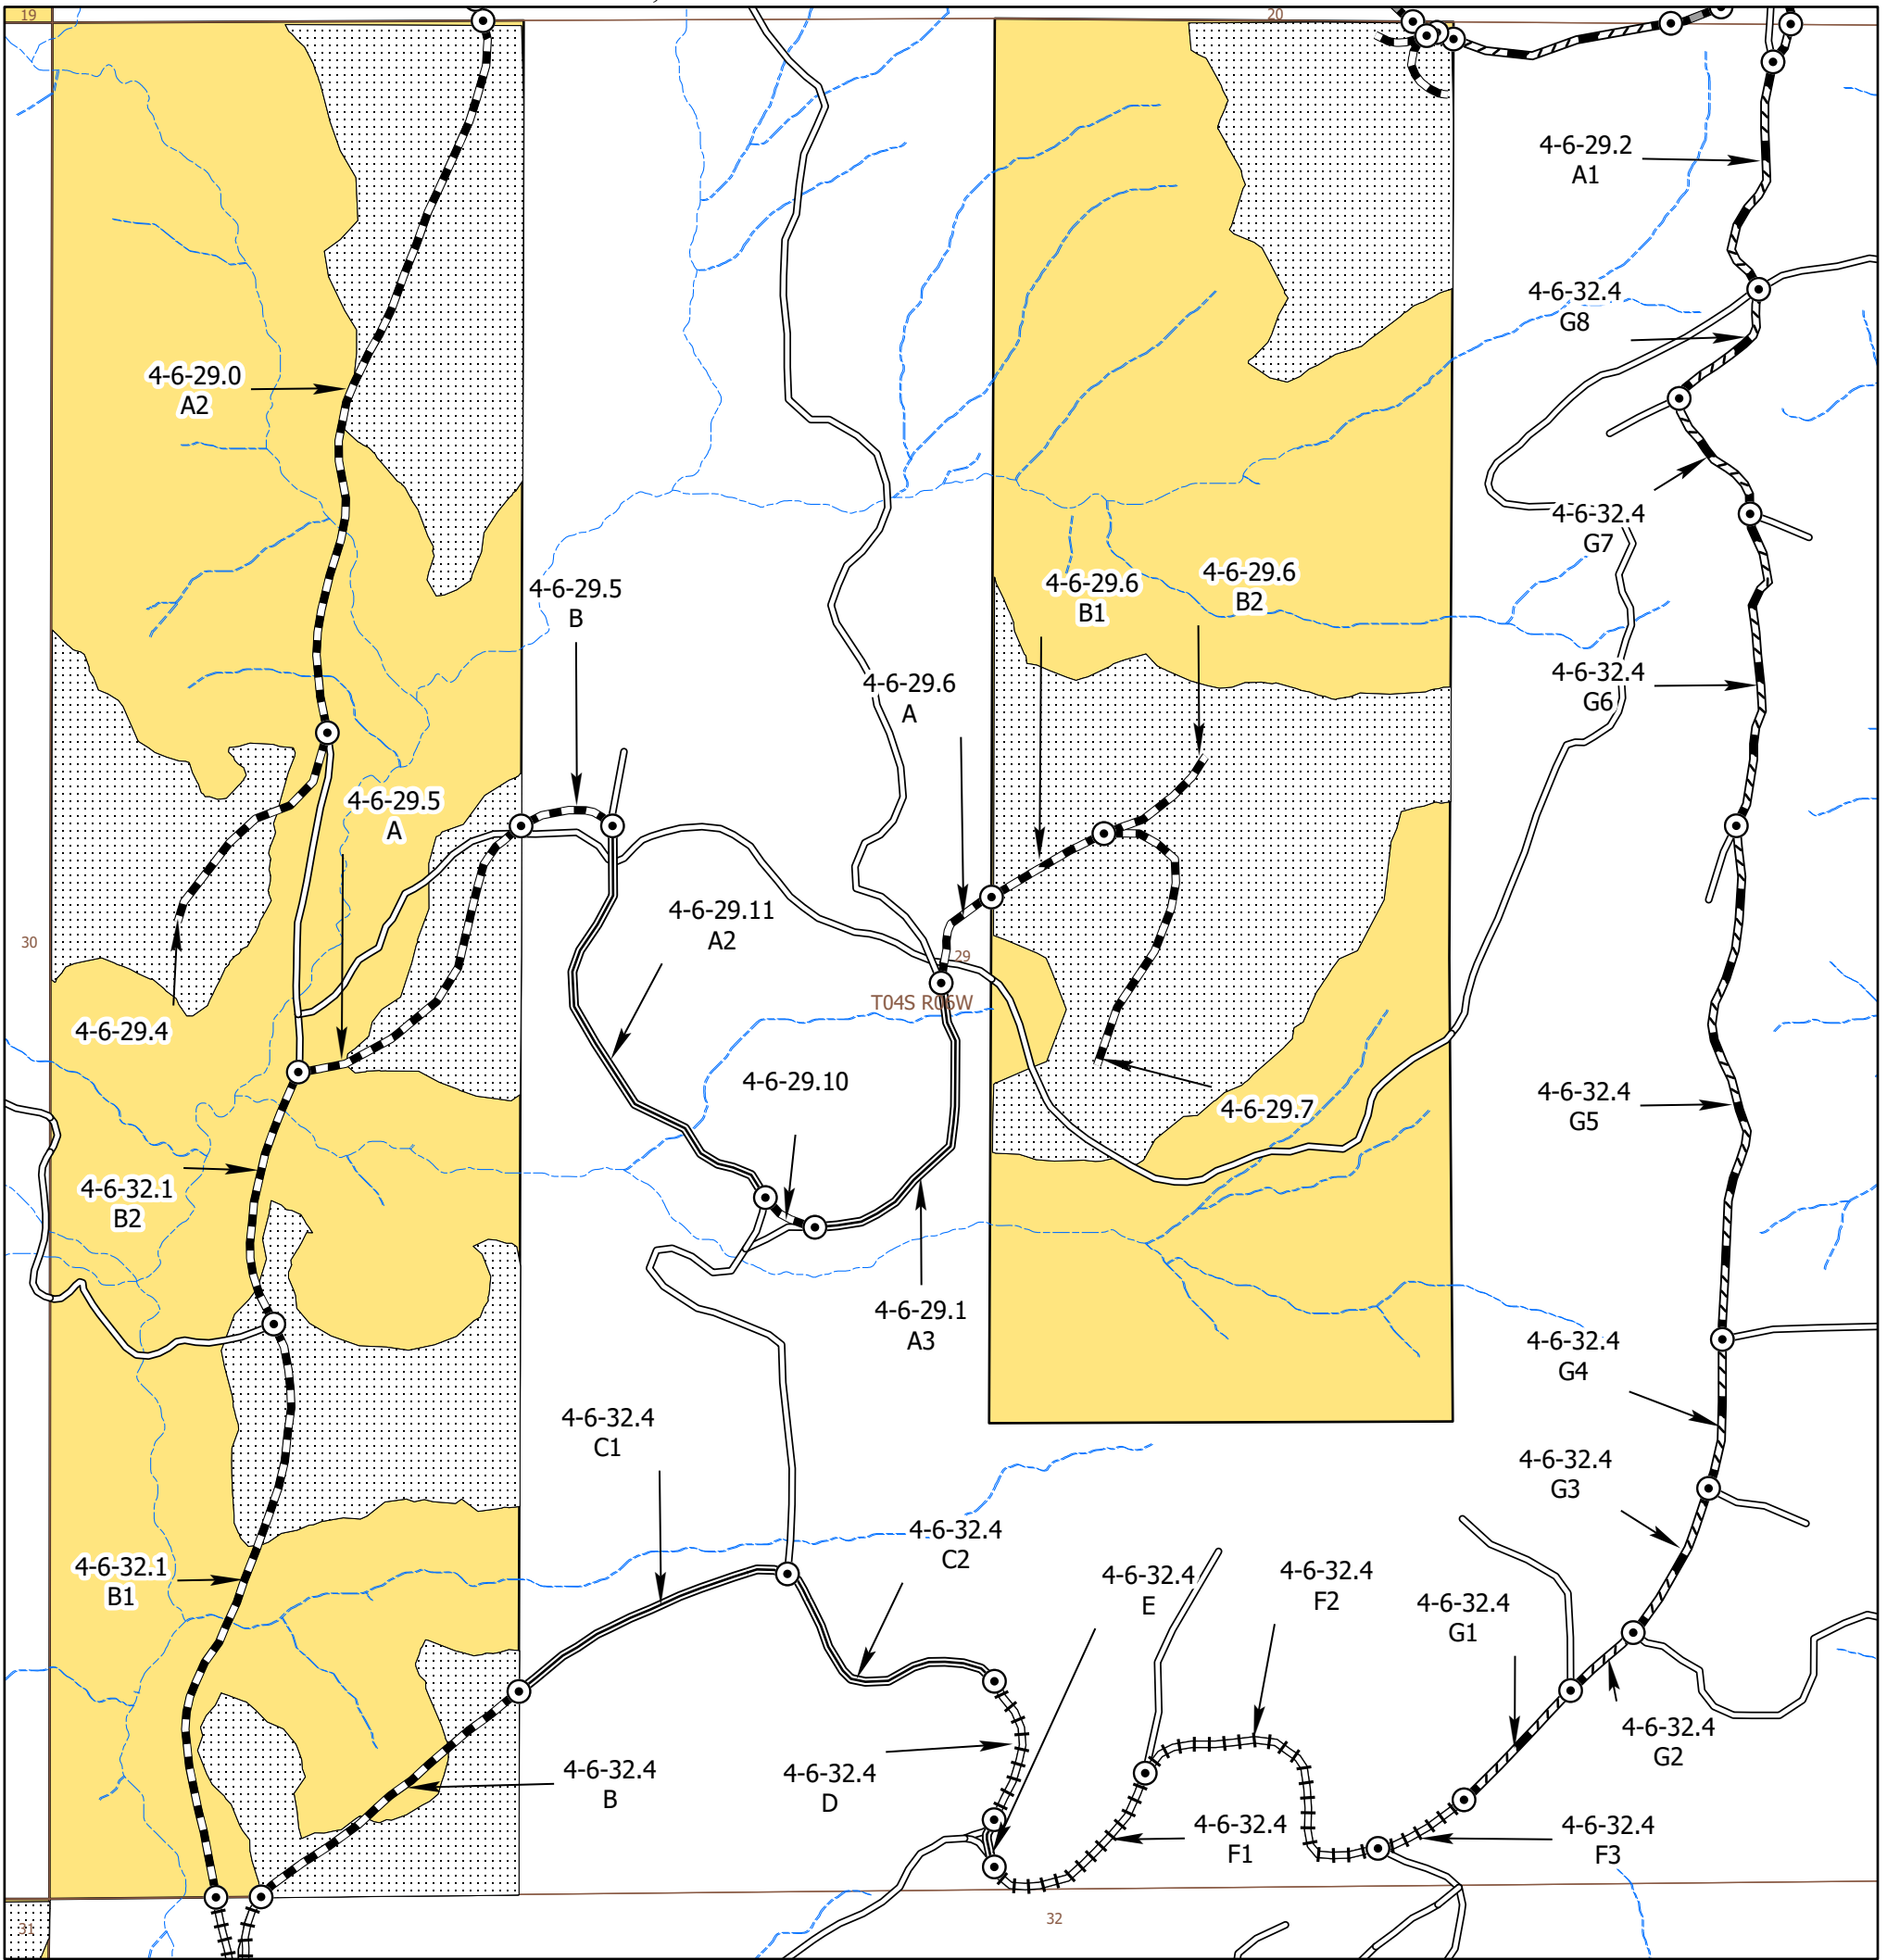 19
20
4-6-29.2
A1
4-6-32.4
G8
4-6-29.0
A2
4-6-32.4
G7
4-6-29.5
B
4-6-29.6
B1
4-6-29.6
B2
4-6-29.6
A
4-6-32.4
G6
4-6-29.5
A
4-6-29.11
A2
30
29
T04S R06W
4-6-29.4
4-6-29.10
4-6-29.7
4-6-32.4
G5
4-6-32.1
B2
4-6-29.1
A3
4-6-32.4
G4
4-6-32.4
C1
4-6-32.4
G3
4-6-32.4
C2
4-6-32.1
B1
4-6-32.4
E
4-6-32.4
F2
4-6-32.4
G1
4-6-32.4
G2
4-6-32.4
B
4-6-32.4
D
4-6-32.4
F1
4-6-32.4
F3
31
32